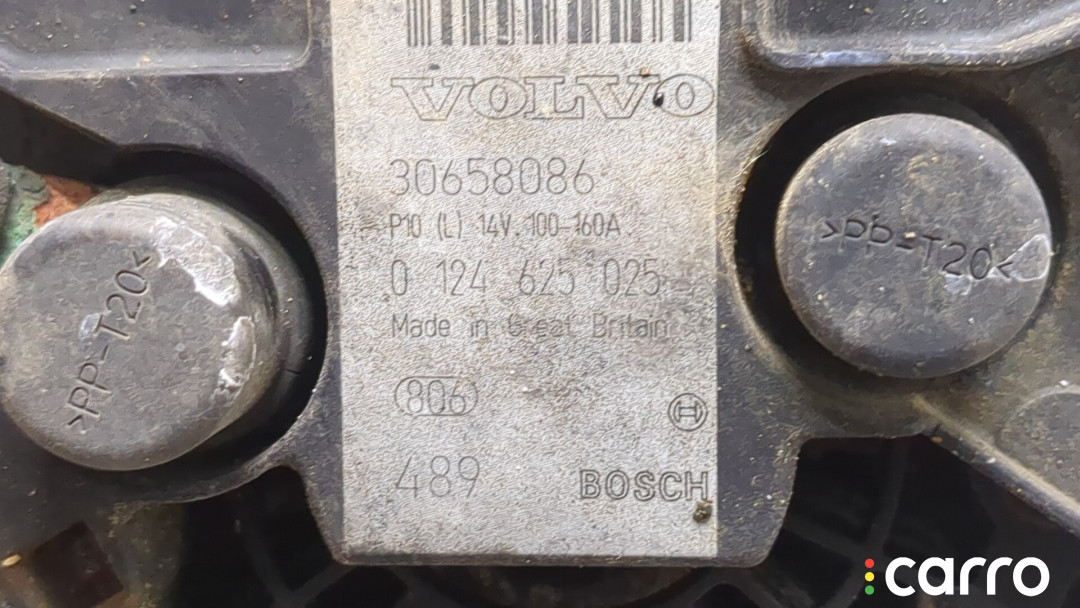 VOLVO
30658086
P10 (L) 14V 100-160A
0 124 625 025
Made in Great Britain
806
489
BOSCH
>PP-T20<
>PP-T20<
carro